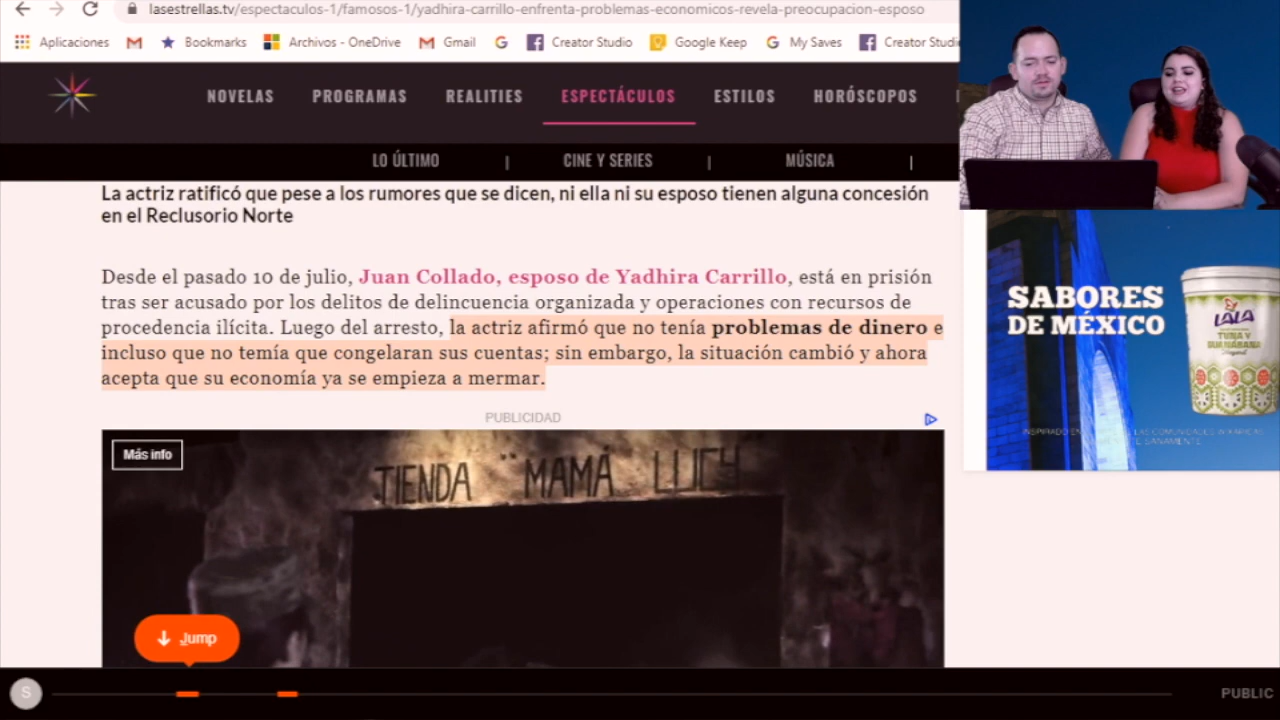 lasestrellas.tv/espectaculos-1/famosos-1/yadhira-carrillo-enfrenta-problemas-economicos-revela-preocupacion-esposo
Aplicaciones Bookmarks Archivos - OneDrive Gmail Creator Studio Google Keep My Saves Creator Studi
NOVELAS PROGRAMAS REALITIES ESPECTÁCULOS ESTILOS HORÓSCOPOS
LO ÚLTIMO | CINE Y SERIES | MÚSICA |
La actriz ratificó que pese a los rumores que se dicen, ni ella ni su esposo tienen alguna concesión
en el Reclusorio Norte
Desde el pasado 10 de julio, Juan Collado, esposo de Yadhira Carrillo, está en prisión
tras ser acusado por los delitos de delincuencia organizada y operaciones con recursos de
procedencia ilícita. Luego del arresto, la actriz afirmó que no tenía problemas de dinero e
incluso que no temía que congelaran sus cuentas; sin embargo, la situación cambió y ahora
acepta que su economía ya se empieza a mermar.
PUBLICIDAD
Más info
TIENDA "MAMÁ LUCY
Jump
S
PUBLIC
SABORES
DE MÉXICO
LALA
TUNA Y
GUANÁBANA
INSPIRADO EN LAS COMUNIDADES